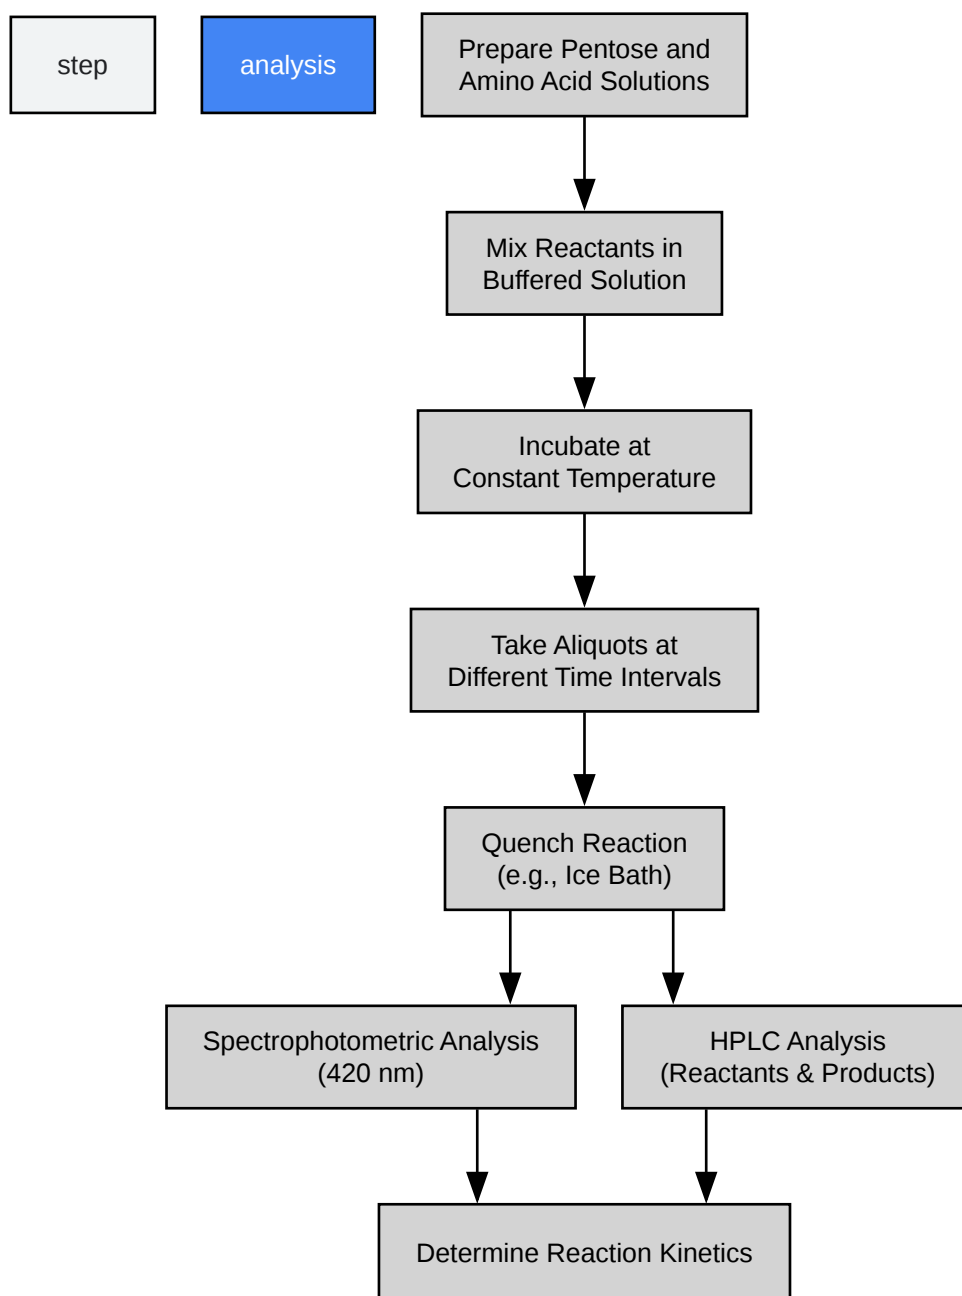 step
analysis
Prepare Pentose and
Amino Acid Solutions
Mix Reactants in
Buffered Solution
Incubate at
Constant Temperature
Take Aliquots at
Different Time Intervals
Quench Reaction
(e.g., Ice Bath)
Spectrophotometric Analysis
(420 nm)
HPLC Analysis
(Reactants & Products)
Determine Reaction Kinetics